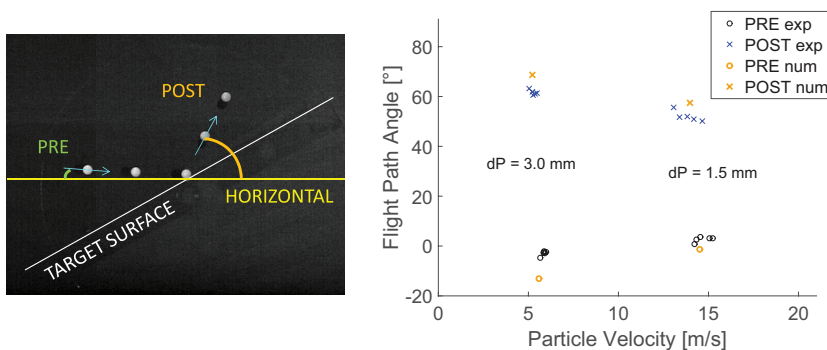 POST
PRE
HORIZONTAL
TARGET SURFACE
PRE exp
POST exp
PRE num
POST num
80
60
40
20
0
-20
dP = 3.0 mm
dP = 1.5 mm
0
5
10
15
20
Flight Path Angle [°]
Particle Velocity [m/s]